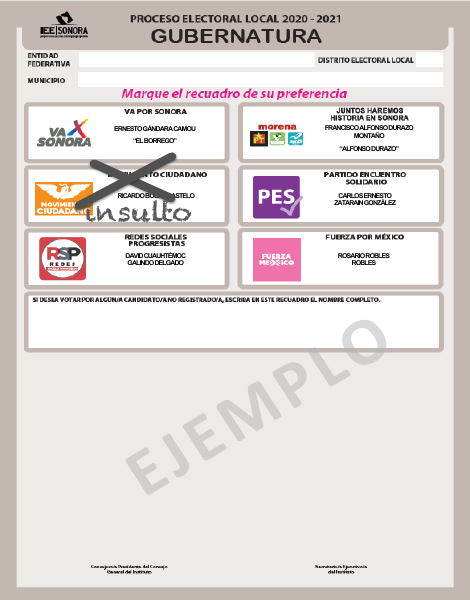 IEE | SONORA
PROCESO ELECTORAL LOCAL 2020 - 2021
GUBERNATURA
ENTIDAD
FEDERATIVA
DISTRITO ELECTORAL LOCAL
MUNICIPIO
Marque el recuadro de su preferencia
VA POR SONORA
VA X
SONORA
ERNESTO GÁNDARA CAMOU
"EL BORREGO"
JUNTOS HAREMOS
HISTORIA EN SONORA
morena
FRANCISCO ALFONSO DURAZO
MONTAÑO
"ALFONSO DURAZO"
CIUDADANO
MOVIMIENTO
CIUDADANO
RICARDO
insulto
PARTIDO ENCUENTRO
SOLIDARIO
PES
CARLOS ERNESTO
ZATARAIN GONZÁLEZ
REDES SOCIALES
PROGRESISTAS
RSP
REDES
DAVID CUAUHTÉMOC
GALINDO DELGADO
FUERZA POR MÉXICO
FUERZA
MÉXICO
ROSARIO ROBLES
ROBLES
SI DESEA VOTAR POR ALGÚN/A CANDIDATO/A NO REGISTRADO/A, ESCRIBA EN ESTE RECUADRO EL NOMBRE COMPLETO.
EJEMPLO
Consejero/a Presidente del Consejo
General del Instituto
Secretario/a Ejecutivo/a
del Instituto